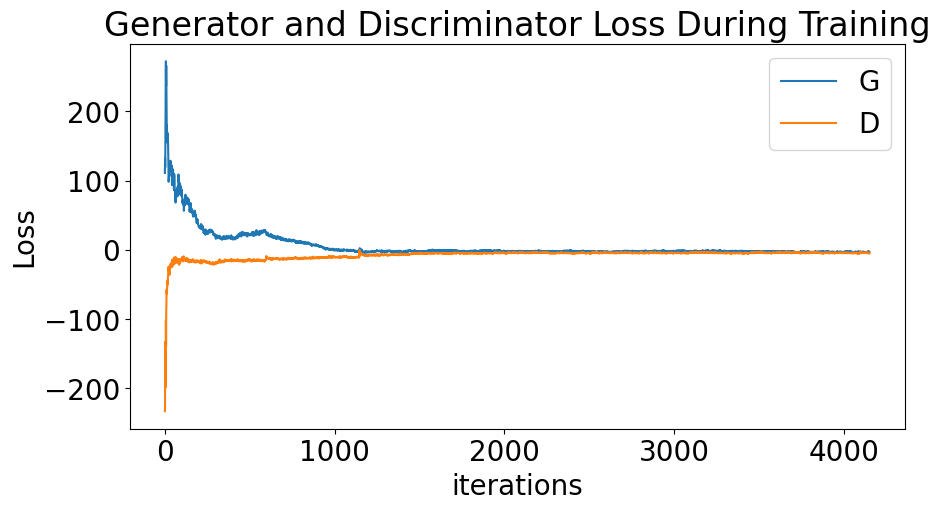 Generator and Discriminator Loss During Training
G
D
Loss
200
100
0
−100
−200
0 1000 2000 3000 4000
iterations